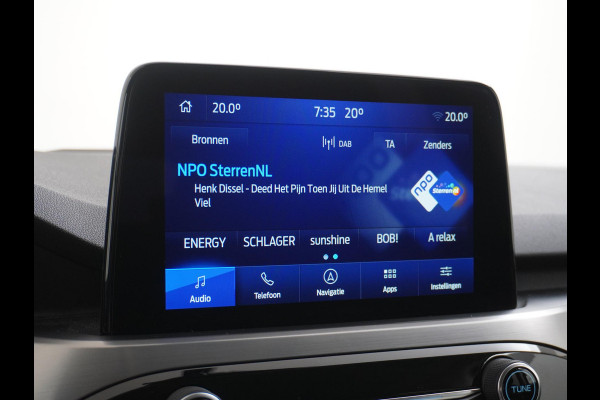 20.0° 7:35 20° 20.0°
Bronnen DAB TA Zenders
NPO SterrenNL
Henk Dissel - Deed Het Pijn Toen Jij Uit De Hemel
Viel
npo SterrenNL
ENERGY SCHLAGER sunshine BOB! A relax
Audio Telefoon Navigatie Apps Instellingen
TUNE